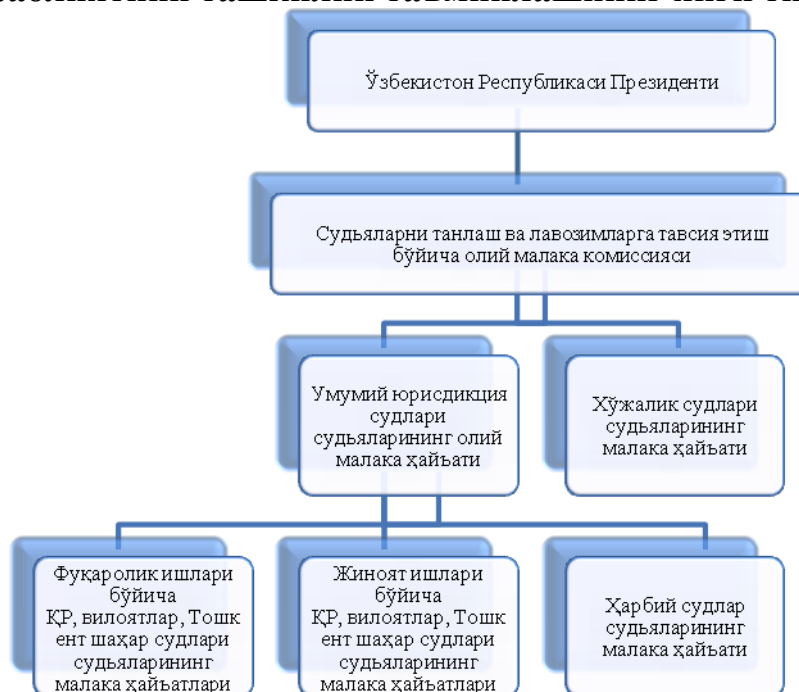 Ўзбекистон Республикаси Президенти
Судьяларни танлаш ва лавозимларга тавсия этиш
бўйича олий малака комиссияси
Умумий юрисдикция
судлари
судьяларининг олий
малака ҳайъати
Хўжалик судлари
судьяларининг
малака ҳайъати
Фуқаролик ишлари
бўйича
ҚР, вилоятлар, Тошк
ент шаҳар судлари
судьяларининг
малака ҳайъатлари
Жиноят ишлари
бўйича
ҚР, вилоятлар, Тошк
ент шаҳар судлари
судьяларининг
малака ҳайъатлари
Ҳарбий судлар
судьяларининг
малака ҳайъати